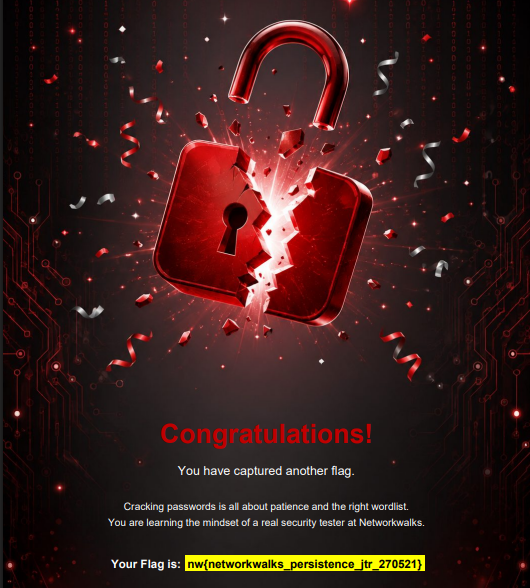 Congratulations!
You have captured another flag.
Cracking passwords is all about patience and the right wordlist.
You are learning the mindset of a real security tester at Networkwalks.
Your Flag is: nw{networkwalks_persistence_jtr_270521}